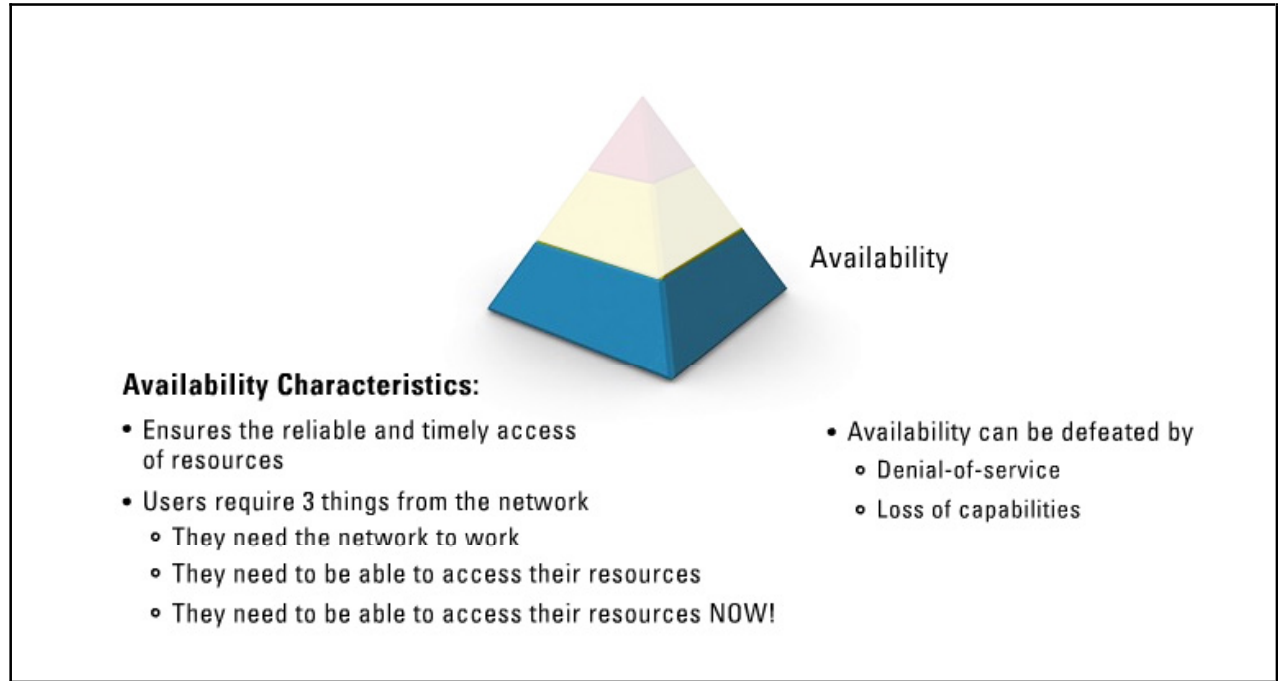 Availability
Availability Characteristics:
• Ensures the reliable and timely access
of resources
• Users require 3 things from the network
∘ They need the network to work
∘ They need to be able to access their resources
∘ They need to be able to access their resources NOW!
• Availability can be defeated by
∘ Denial-of-service
∘ Loss of capabilities